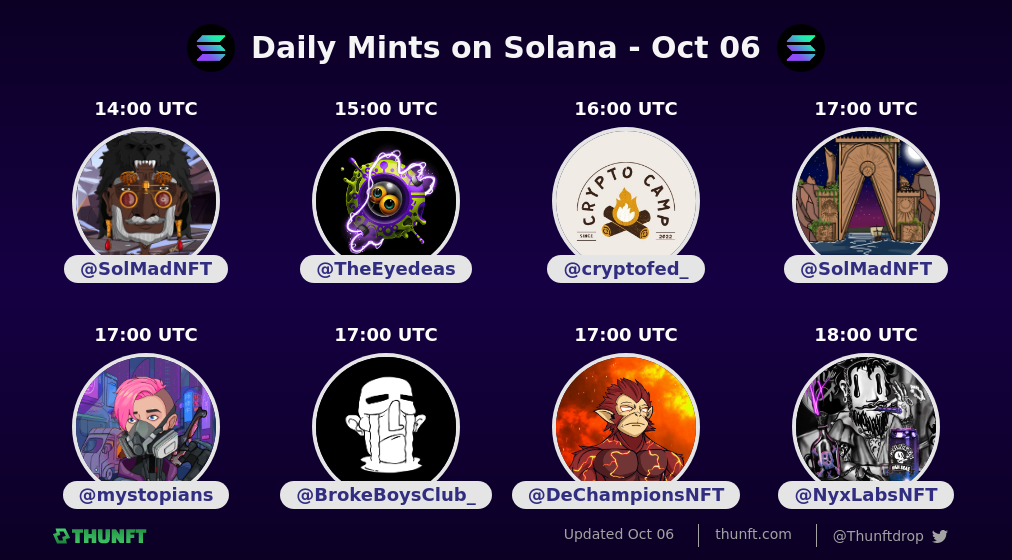 Daily Mints on Solana - Oct 06
14:00 UTC
15:00 UTC
16:00 UTC
17:00 UTC
CRYPTO CAMP
SINCE
2022
@SolMadNFT
@TheEyedeas
@cryptofed_
@SolMadNFT
17:00 UTC
17:00 UTC
17:00 UTC
18:00 UTC
@mystopians
@BrokeBoysClub_
@DeChampionsNFT
@NyxLabsNFT
THUNFT
Updated Oct 06
thunft.com
@Thunftdrop